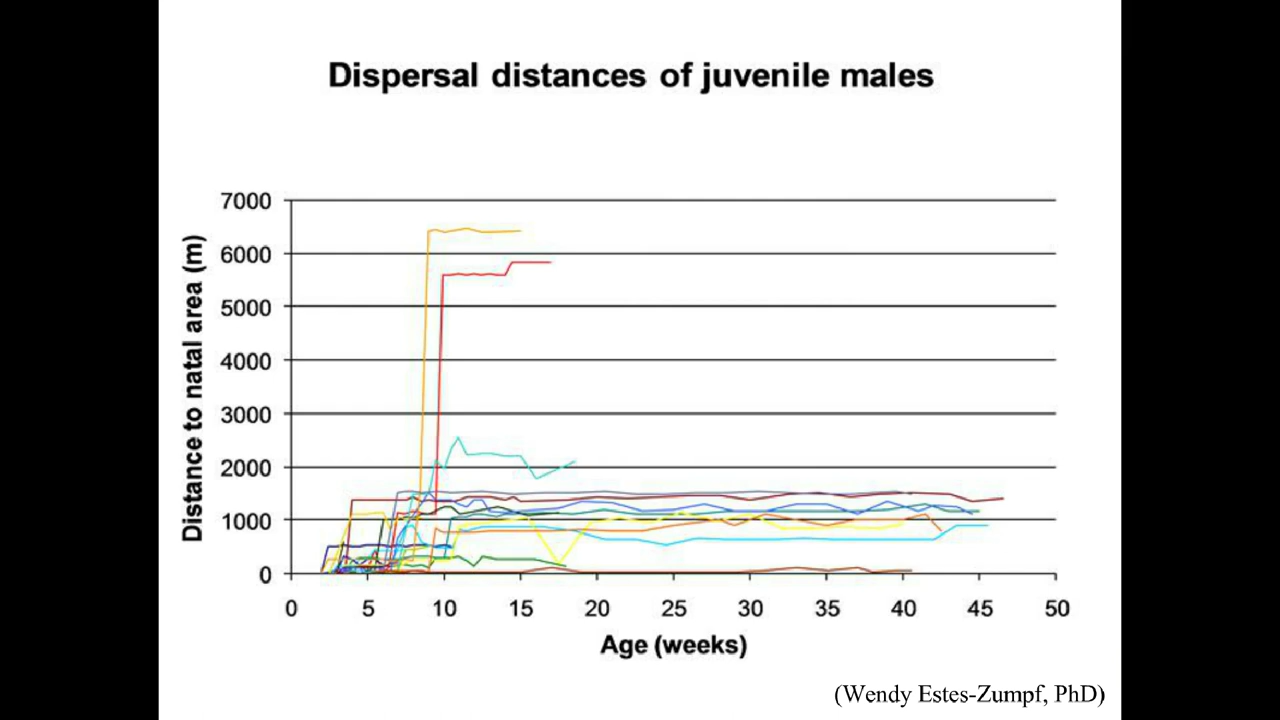 Dispersal distances of juvenile males
7000
6000
5000
4000
3000
2000
1000
0
Distance to natal area (m)
0 5 10 15 20 25 30 35 40 45 50
Age (weeks)
(Wendy Estes-Zumpf, PhD)